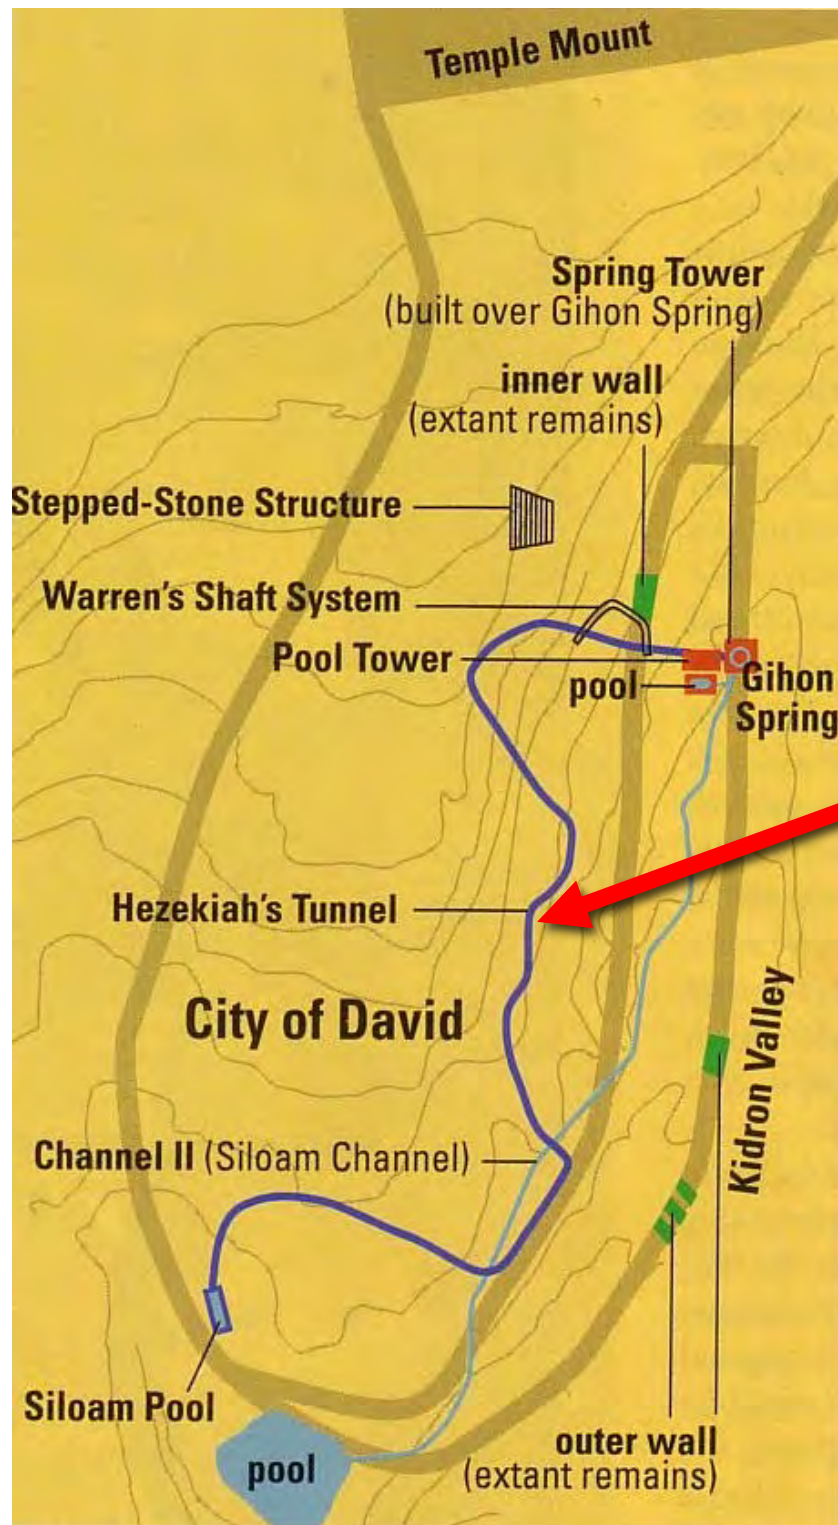 Temple Mount
Spring Tower
(built over Gihon Spring)
inner wall
(extant remains)
Stepped-Stone Structure
Warren's Shaft System
Pool Tower
pool
Gihon
Spring
Hezekiah's Tunnel
City of David
Kidron Valley
Channel II (Siloam Channel)
Siloam Pool
pool
outer wall
(extant remains)